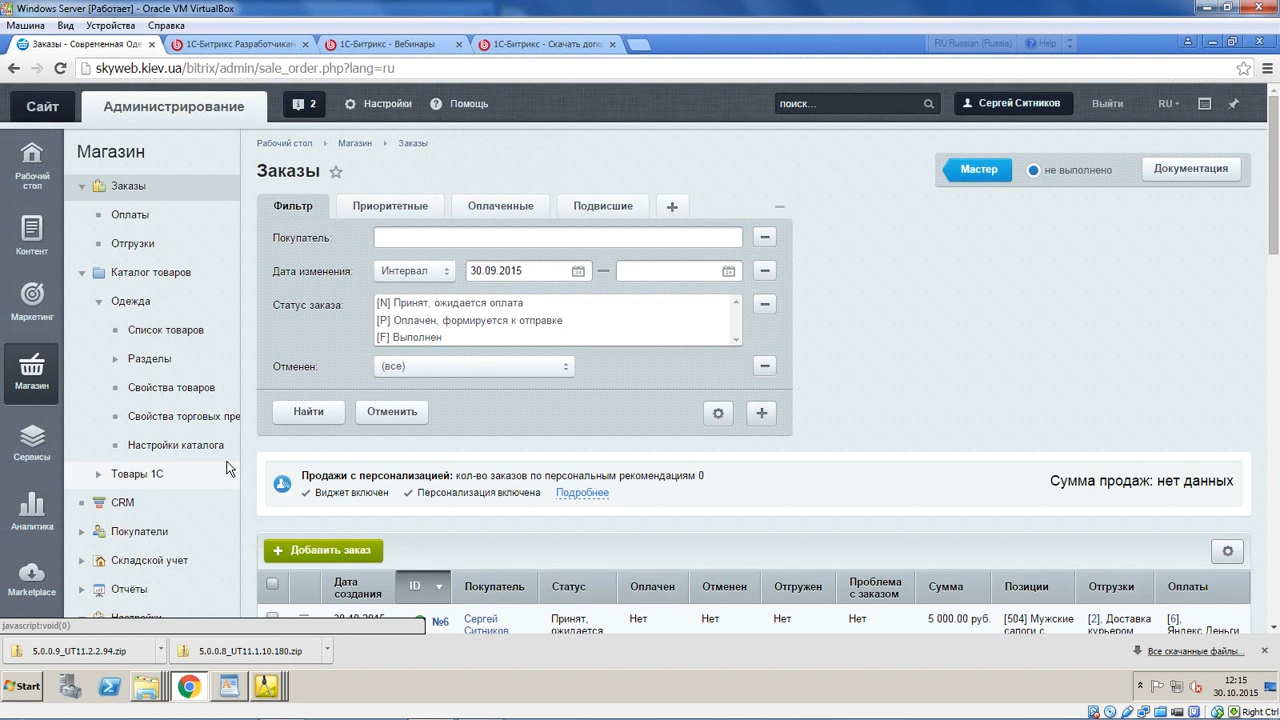 Windows Server [Работает] - Oracle VM VirtualBox
Машина Вид Устройства Справка
Заказы - Современная Оде
1С-Битрикс Разработчикам
1С-Битрикс - Вебинары
1С-Битрикс - Скачать допо
RU Russian (Russia) Help
skyweb.kiev.ua/bitrix/admin/sale_order.php?lang=ru
Сайт
Администрирование
2
Настройки
Помощь
поиск...
Сергей Ситников
Выйти
RU
Рабочий стол
Контент
Маркетинг
Магазин
Сервисы
Аналитика
Marketplace
Магазин
Заказы
Оплаты
Отгрузки
Каталог товаров
Одежда
Список товаров
Разделы
Свойства товаров
Свойства торговых пре
Настройки каталога
Товары 1С
CRM
Покупатели
Складской учет
Отчёты
Настройки
Рабочий стол Магазин Заказы
Заказы
Мастер
не выполнено
Документация
Фильтр
Приоритетные
Оплаченные
Подвисшие
Покупатель:
Дата изменения: Интервал 30.09.2015
Статус заказа: [N] Принят, ожидается оплата
[P] Оплачен, формируется к отправке
[F] Выполнен
Отменен: (все)
Найти
Отменить
Продажи с персонализацией: кол-во заказов по персональным рекомендациям 0
Виджет включен Персонализация включена Подробнее
Сумма продаж: нет данных
+ Добавить заказ
Дата создания
ID
Покупатель
Статус
Оплачен
Отменен
Отгружен
Проблема с заказом
Сумма
Позиции
Отгрузки
Оплаты
30.10.2015
№6
Сергей Ситников
Принят, ожидается
Нет
Нет
Нет
Нет
5 000.00 руб.
[504] Мужские сапоги с
[2], Доставка курьером
[6], Яндекс.Деньги
javascript:void(0)
5.0.0.9_UT11.2.2.94.zip
5.0.0.8_UT11.1.10.180.zip
Все скачанные файлы...
Start
12:15
30.10.2015
Right Ctrl